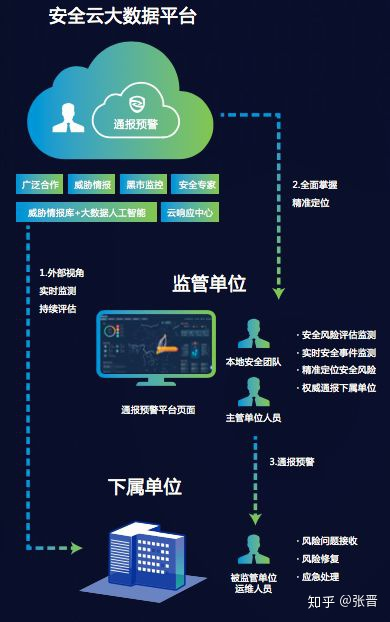 安全云大数据平台
通报预警
广泛合作 威胁情报 黑市监控 安全专家
威胁情报库+大数据人工智能 云响应中心
2.全面掌握
精准定位
1.外部视角
实时监测
持续评估
监管单位
本地安全团队
· 安全风险评估监测
· 实时安全事件监测
· 精准定位安全风险
· 权威通报下属单位
主管单位人员
通报预警平台页面
3.通报预警
下属单位
被监管单位
运维人员
· 风险问题接收
· 风险修复
· 应急处理
知乎 @张晋